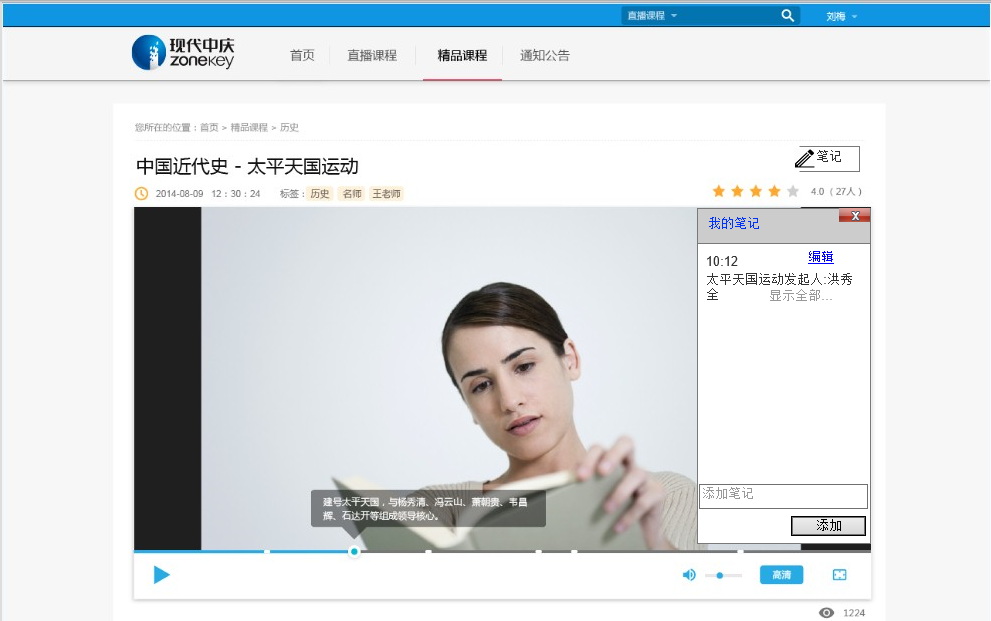 直播课程
刘梅
现代中庆
zonekey
首页
直播课程
精品课程
通知公告
您所在的位置：首页 > 精品课程 > 历史
中国近代史 - 太平天国运动
笔记
2014-08-09 12：30：24 标签： 历史 名师 王老师
4.0 ( 27人 )
我的笔记
X
10:12 编辑
太平天国运动发起人:洪秀
全 显示全部...
建号太平天国，与杨秀清、冯云山、萧朝贵、韦昌
辉、石达开等组成领导核心。
添加笔记
添加
高清
1224